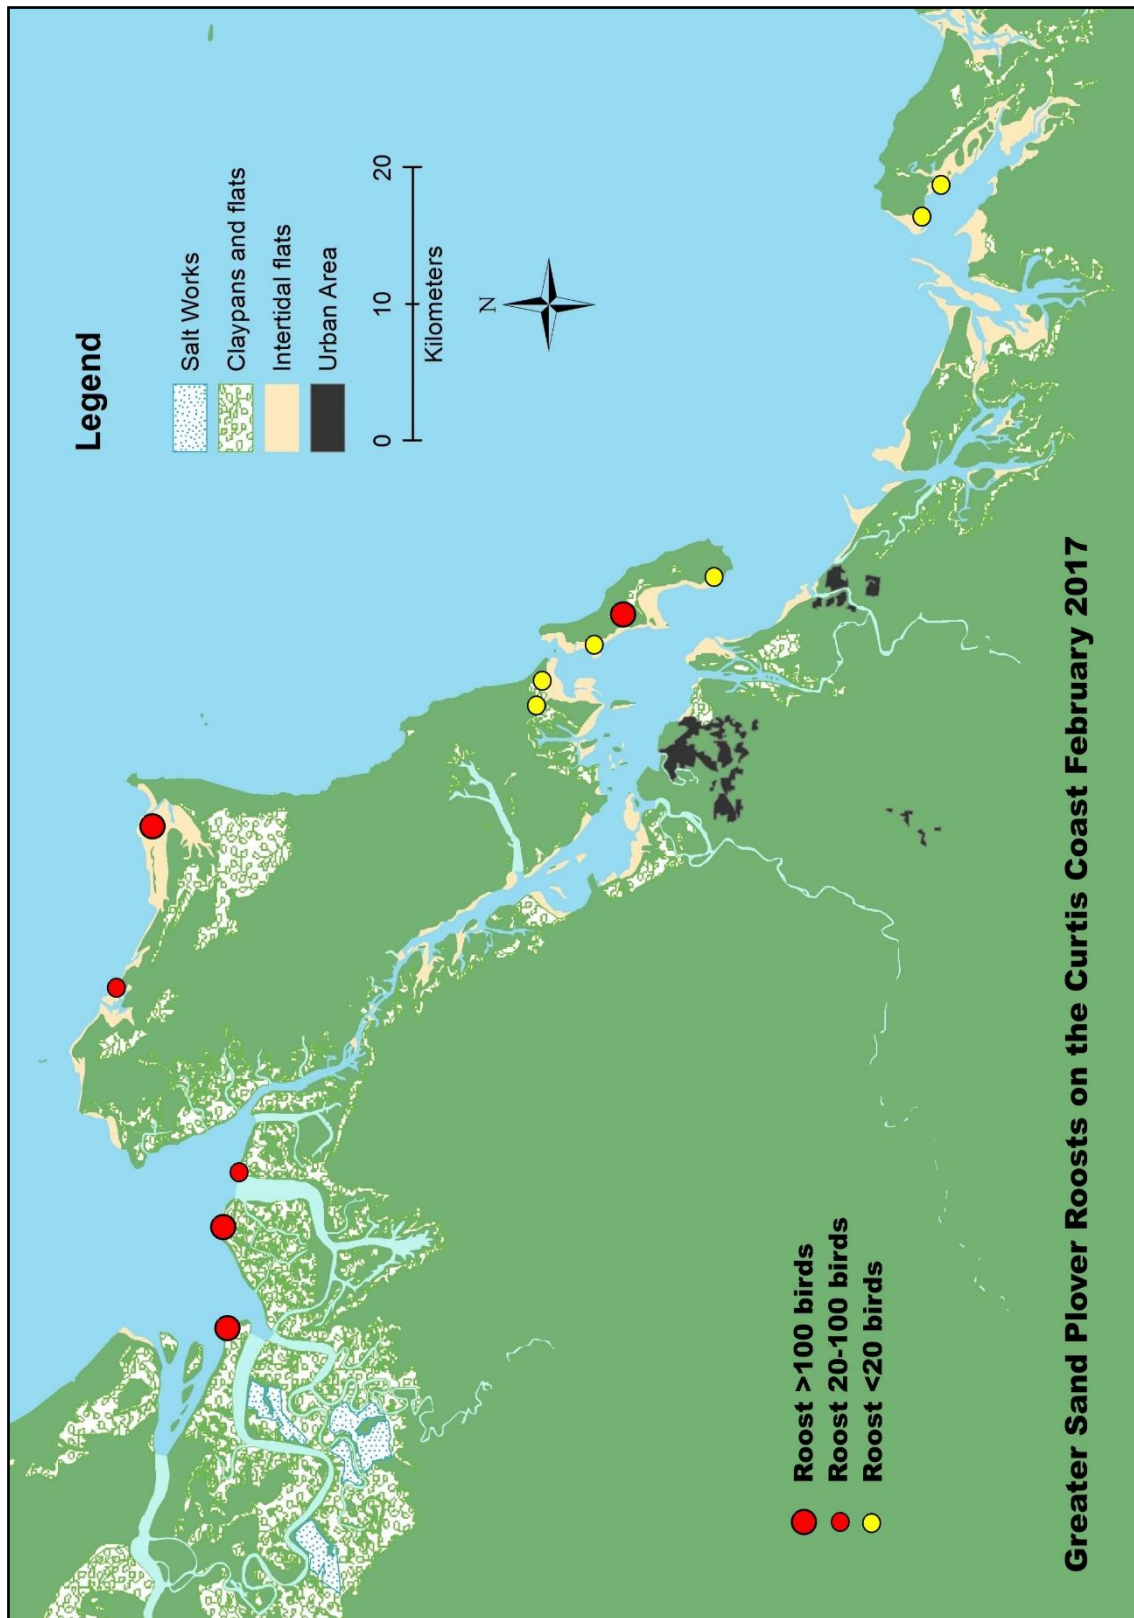 Legend
Salt Works
Claypans and flats
Intertidal flats
Urban Area
0 10 20
Kilometers
N
Roost >100 birds
Roost 20-100 birds
Roost <20 birds
Greater Sand Plover Roosts on the Curtis Coast February 2017